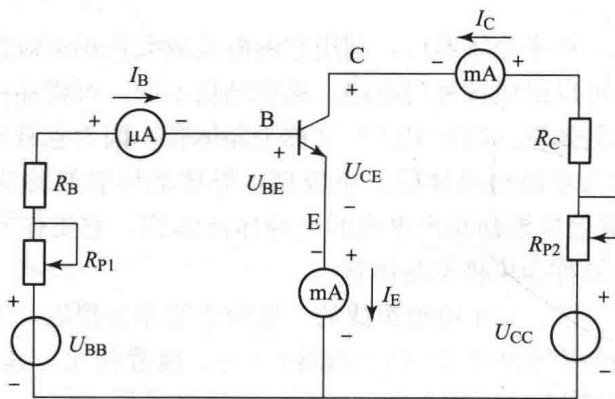 I_C
C − mA +
I_B
+ μA −
B
+
+
U_BE
U_CE
−
E
+
mA
I_E
−
R_B
R_P1
+
U_BB
−
R_C
R_P2
+
U_CC
−